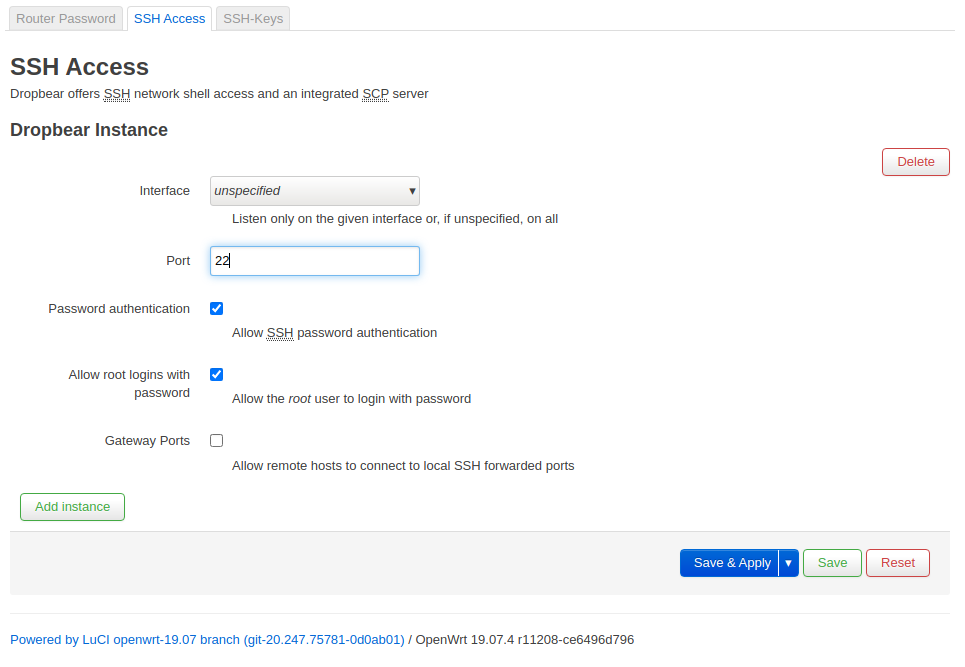 Router Password SSH Access SSH-Keys
SSH Access
Dropbear offers SSH network shell access and an integrated SCP server
Dropbear Instance
Delete
Interface unspecified
Listen only on the given interface or, if unspecified, on all
Port 22
Password authentication
Allow SSH password authentication
Allow root logins with
password
Allow the root user to login with password
Gateway Ports
Allow remote hosts to connect to local SSH forwarded ports
Add instance
Save & Apply Save Reset
Powered by LuCI openwrt-19.07 branch (git-20.247.75781-0d0ab01) / OpenWrt 19.07.4 r11208-ce6496d796